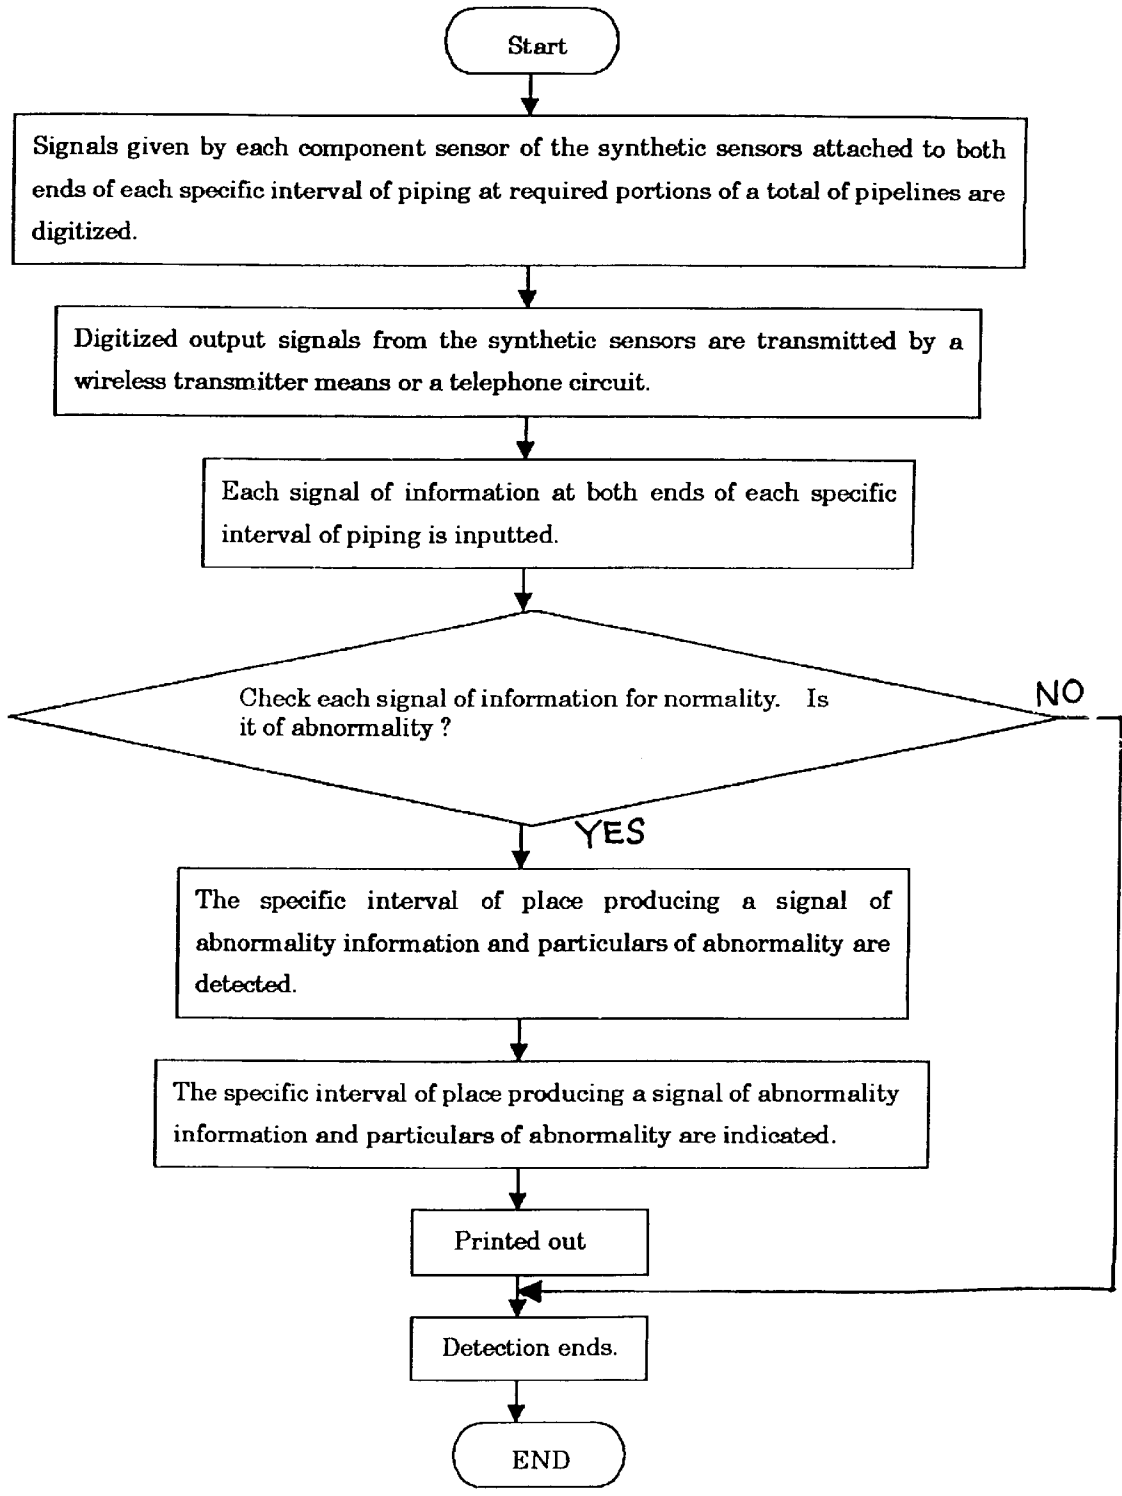 Start
Signals given by each component sensor of the synthetic sensors attached to both
ends of each specific interval of piping at required portions of a total of pipelines are
digitized.
Digitized output signals from the synthetic sensors are transmitted by a
wireless transmitter means or a telephone circuit.
Each signal of information at both ends of each specific
interval of piping is inputted.
Check each signal of information for normality. Is
it of abnormality ?
NO
YES
The specific interval of place producing a signal of
abnormality information and particulars of abnormality are
detected.
The specific interval of place producing a signal of abnormality
information and particulars of abnormality are indicated.
Printed out
Detection ends.
END